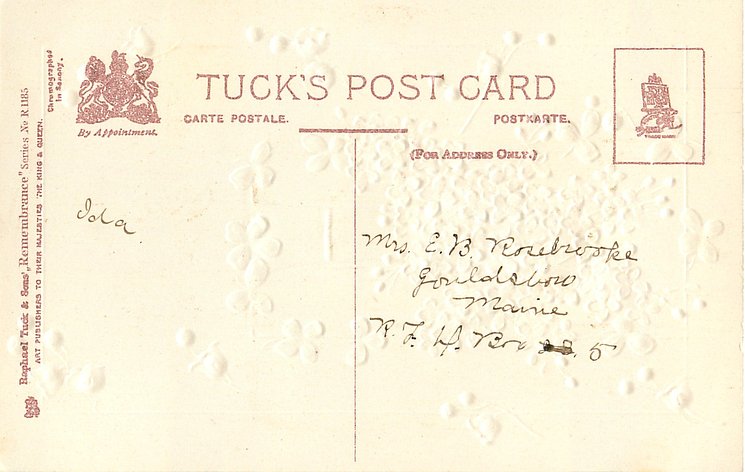 TUCK'S POST CARD
CARTE POSTALE.
POSTKARTE.
(FOR ADDRESS ONLY.)
By Appointment.
Chromographed
in Saxony.
Raphael Tuck & Sons' "Remembrance" Series No R 1185
ART PUBLISHERS TO THEIR MAJESTIES THE KING & QUEEN.
Ida
Mrs. E. B. Rosebrooke
Gouldsboro
Maine
R. F. D. Box 5